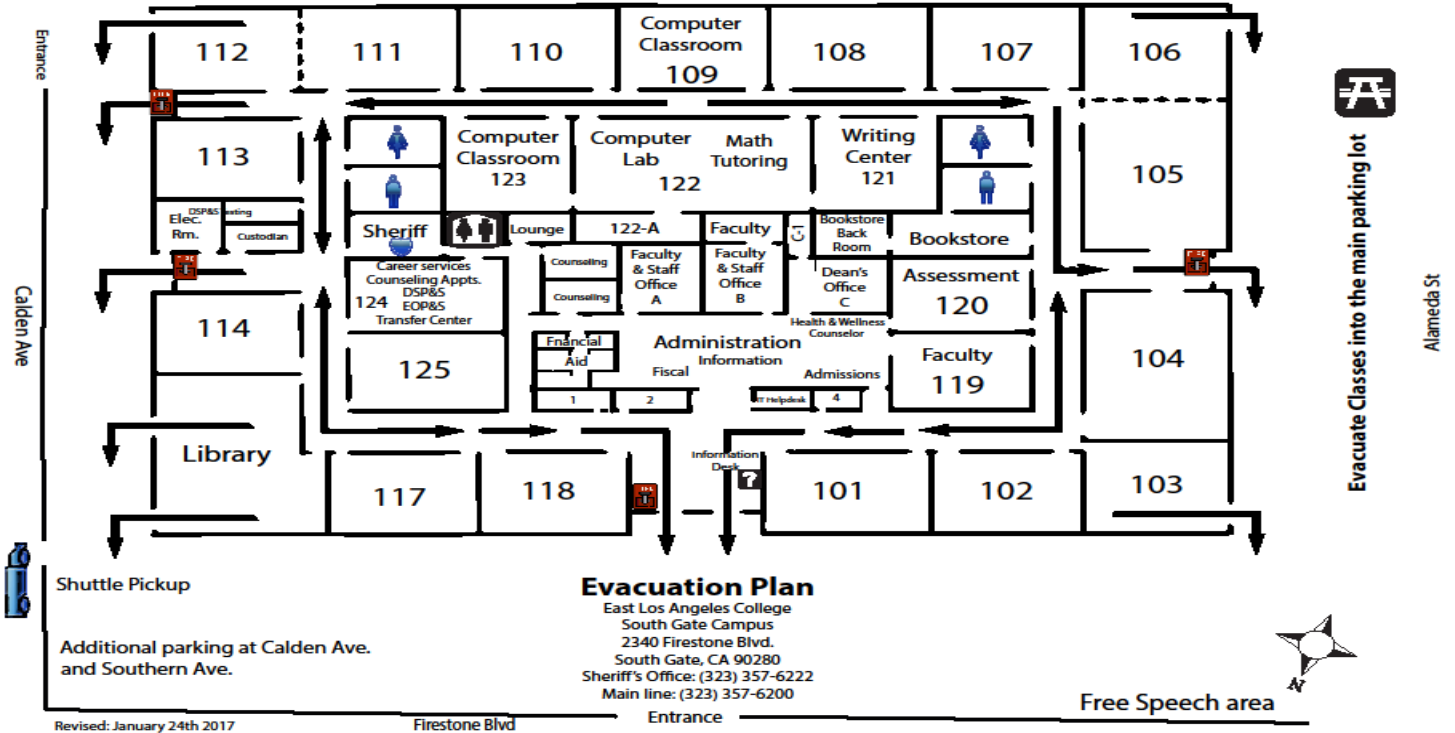 Entrance
Calden Ave
112
111
110
Computer
Classroom
109
108
107
106
113
DSP&S Testing
Elec.
Rm.
Custodian
114
Library
Computer
Classroom
123
Computer
Lab
Math
Tutoring
122
Writing
Center
121
105
Sheriff
Lounge
122-A
Faculty
C-1
Bookstore
Back
Room
Bookstore
Career services
Counseling Appts.
124
DSP&S
EOP&S
Transfer Center
Counseling
Counseling
Faculty
& Staff
Office
A
Faculty
& Staff
Office
B
Dean's
Office
C
Assessment
120
Health & Wellness
Counselor
125
Fnancial
Aid
Administration
Information
Fiscal
Admissions
Faculty
119
104
1
2
IT Helpdesk
4
117
118
Information
Desk
?
101
102
103
Evacuate Classes into the main parking lot
Alameda St
Shuttle Pickup
Additional parking at Calden Ave.
and Southern Ave.
Evacuation Plan
East Los Angeles College
South Gate Campus
2340 Firestone Blvd.
South Gate, CA 90280
Sheriff's Office: (323) 357-6222
Main line: (323) 357-6200
N
Free Speech area
Revised: January 24th 2017
Firestone Blvd
Entrance